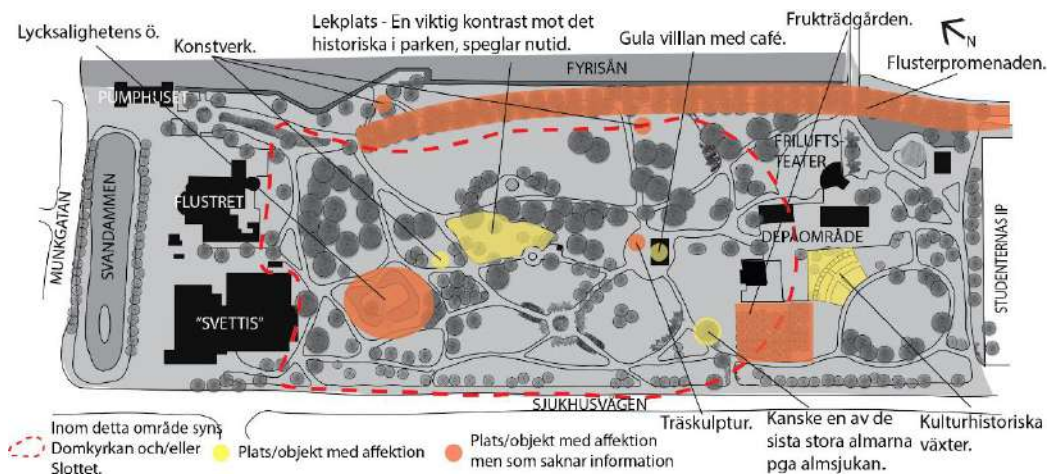 Lekplats - En viktig kontrast mot det
historiska i parken, speglar nutid.
Frukträdgården.
N
Lycksalighetens ö.
Konstverk.
Gula villlan med café.
Flusterpromenaden.
FYRISÅN
PUMPHUSET
FRILUFTS-
TEATER
MUNKGATAN
SVANDAMMEN
FLUSTRET
DEPÅOMRÅDE
STUDENTERNAS IP
"SVETTIS"
SJUKHUSVÄGEN
Inom detta område syns
Domkyrkan och/eller
Slottet.
Plats/objekt med affektion
Plats/objekt med affektion
men som saknar information
Träskulptur.
Kanske en av de
sista stora almarna
pga almsjukan.
Kulturhistoriska
växter.